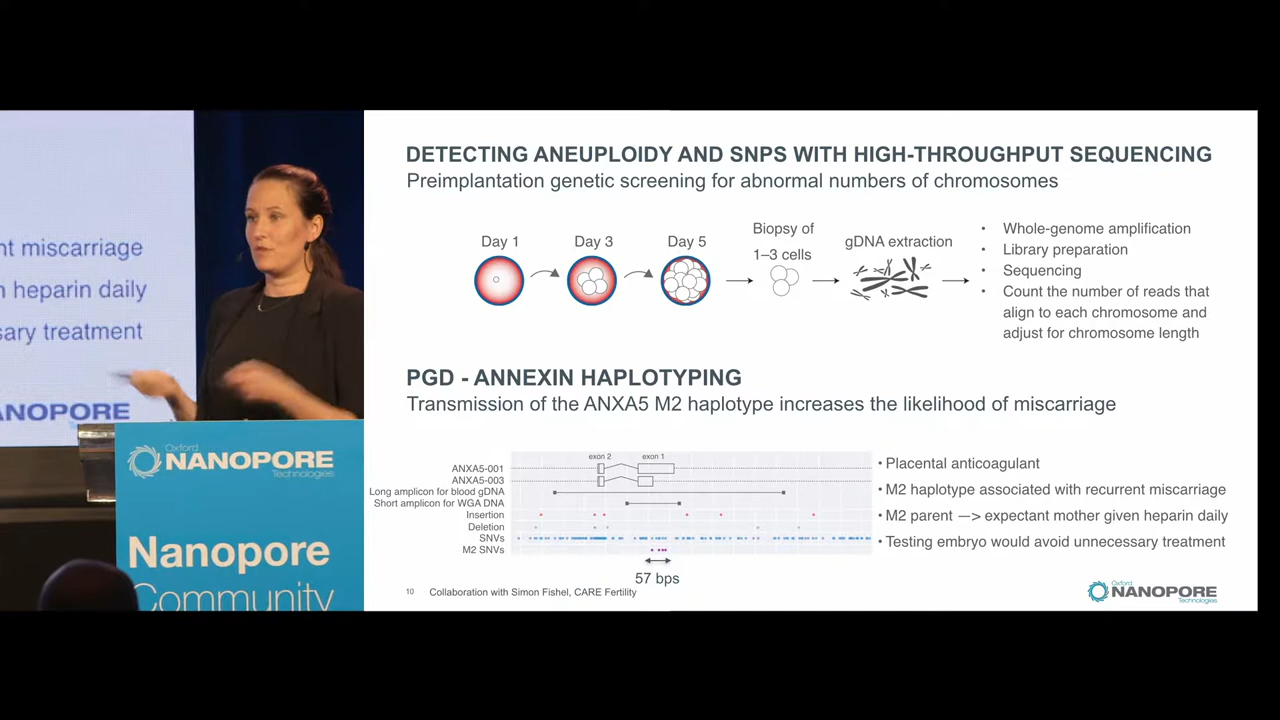 nt miscarriage
n heparin daily
sary treatment
ANOPORE
Oxford
NANOPORE
Technologies
Nanopore
Community
DETECTING ANEUPLOIDY AND SNPS WITH HIGH-THROUGHPUT SEQUENCING
Preimplantation genetic screening for abnormal numbers of chromosomes
Day 1
Day 3
Day 5
Biopsy of
1–3 cells
gDNA extraction
• Whole-genome amplification
• Library preparation
• Sequencing
• Count the number of reads that
align to each chromosome and
adjust for chromosome length
PGD - ANNEXIN HAPLOTYPING
Transmission of the ANXA5 M2 haplotype increases the likelihood of miscarriage
exon 2
exon 1
ANXA5-001
ANXA5-003
Long amplicon for blood gDNA
Short amplicon for WGA DNA
Insertion
Deletion
SNVs
M2 SNVs
57 bps
• Placental anticoagulant
• M2 haplotype associated with recurrent miscarriage
• M2 parent —> expectant mother given heparin daily
• Testing embryo would avoid unnecessary treatment
10 Collaboration with Simon Fishel, CARE Fertility
Oxford
NANOPORE
Technologies